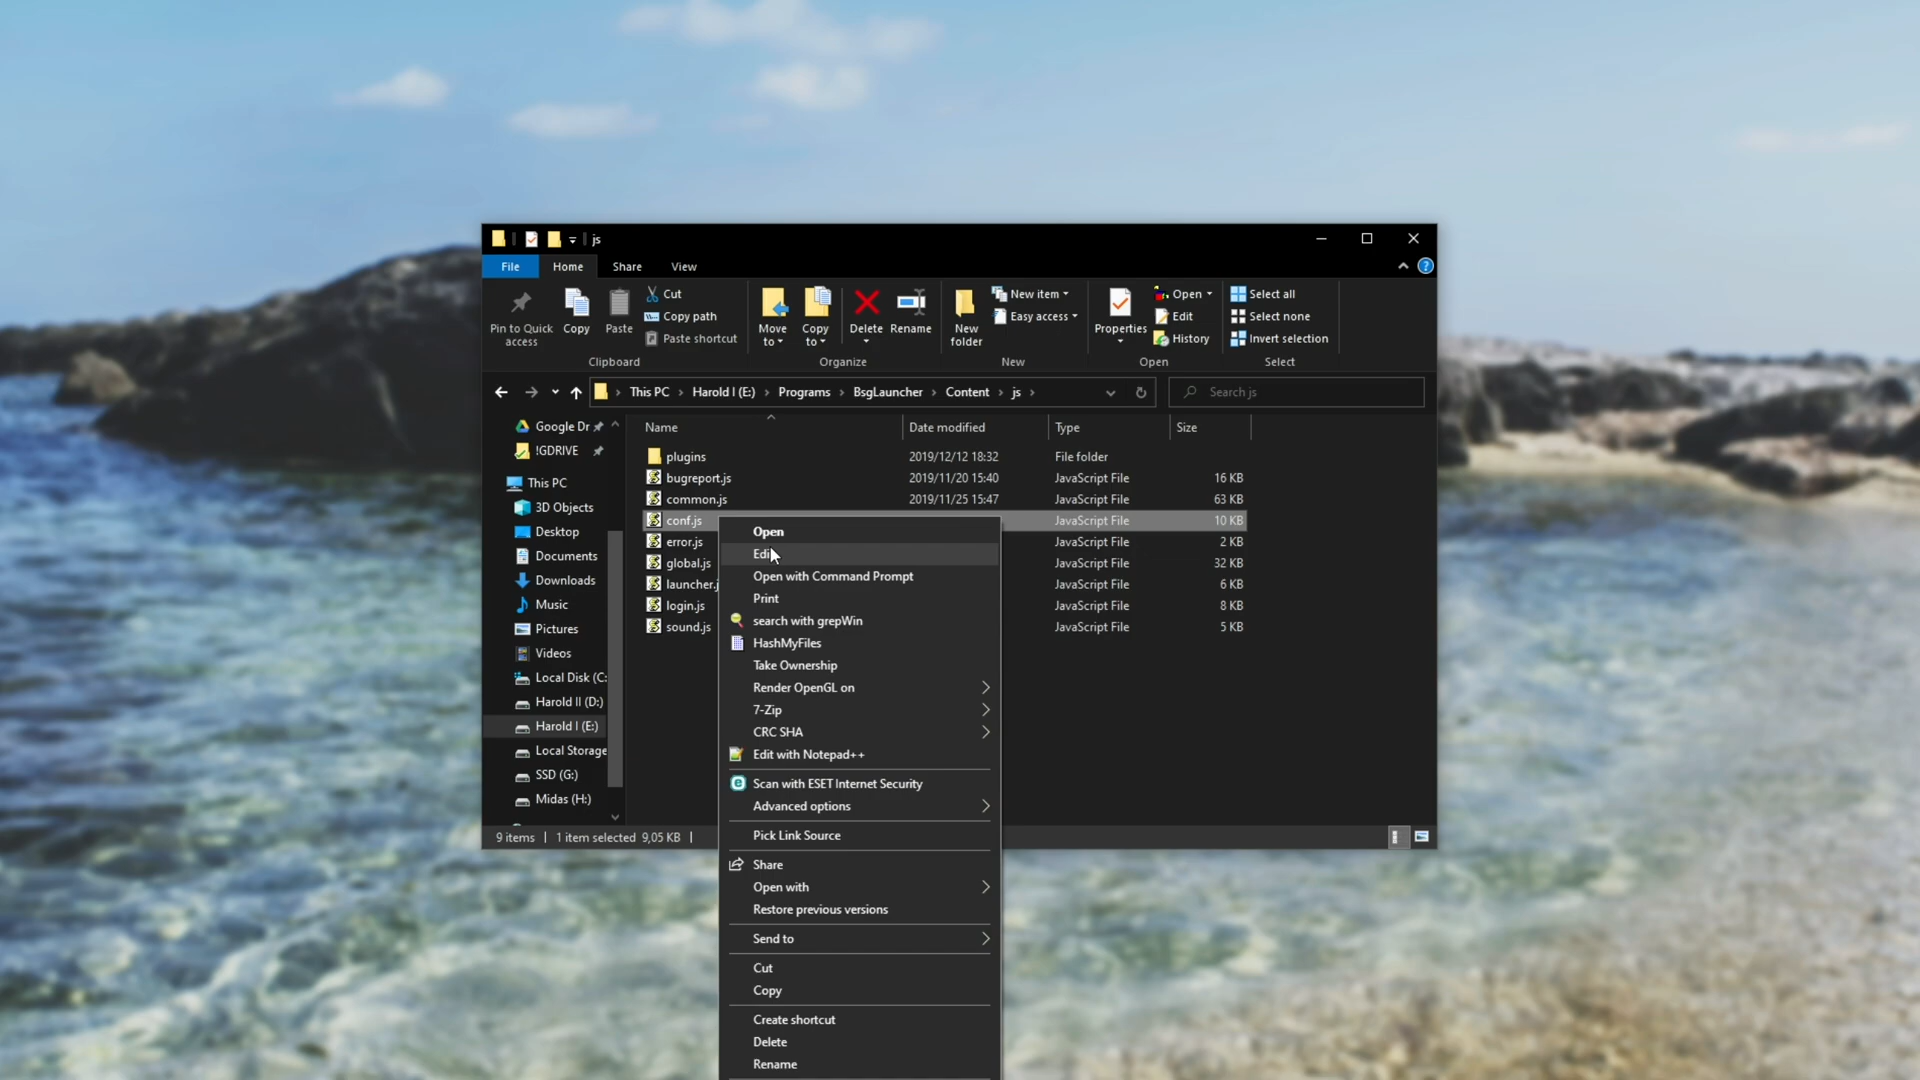 js
File Home Share View
Pin to Quick access
Copy
Paste
Cut
Copy path
Paste shortcut
Clipboard
Move to
Copy to
Delete
Rename
Organize
New folder
New item
Easy access
New
Properties
Open
Edit
History
Open
Select all
Select none
Invert selection
Select
This PC > Harold I (E:) > Programs > BsgLauncher > Content > js >
Search js
Google Dr
!GDRIVE
This PC
3D Objects
Desktop
Documents
Downloads
Music
Pictures
Videos
Local Disk (C:
Harold II (D:)
Harold I (E:)
Local Storage
SSD (G:)
Midas (H:)
Name Date modified Type Size
plugins 2019/12/12 18:32 File folder
bugreport.js 2019/11/20 15:40 JavaScript File 16 KB
common.js 2019/11/25 15:47 JavaScript File 63 KB
conf.js JavaScript File 10 KB
error.js JavaScript File 2 KB
global.js JavaScript File 32 KB
launcher.j JavaScript File 6 KB
login.js JavaScript File 8 KB
sound.js JavaScript File 5 KB
Open
Edi
Open with Command Prompt
Print
search with grepWin
HashMyFiles
Take Ownership
Render OpenGL on
7-Zip
CRC SHA
Edit with Notepad++
Scan with ESET Internet Security
Advanced options
Pick Link Source
Share
Open with
Restore previous versions
Send to
Cut
Copy
Create shortcut
Delete
Rename
9 items | 1 item selected 9,05 KB |